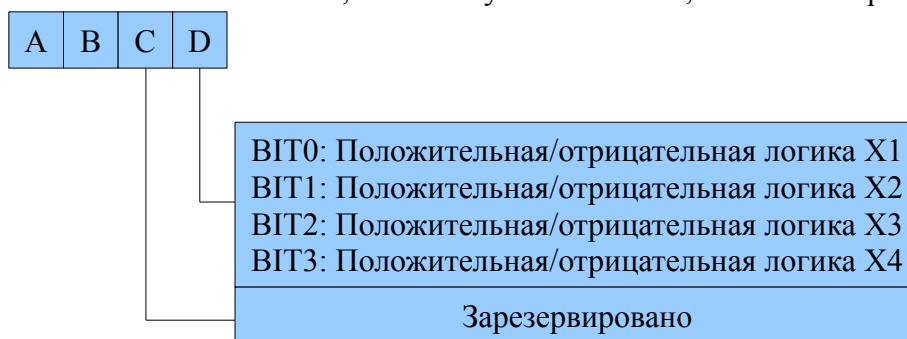 A B C D
BIT0: Положительная/отрицательная логика X1
BIT1: Положительная/отрицательная логика X2
BIT2: Положительная/отрицательная логика X3
BIT3: Положительная/отрицательная логика X4
Зарезервировано